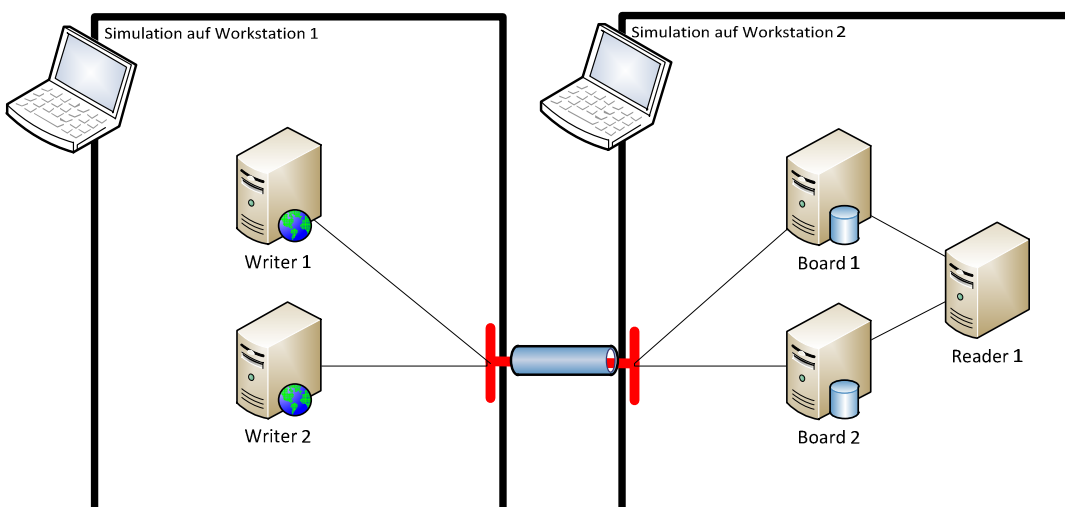 Simulation auf Workstation 1
Simulation auf Workstation 2
Writer 1
Board 1
Reader 1
Writer 2
Board 2